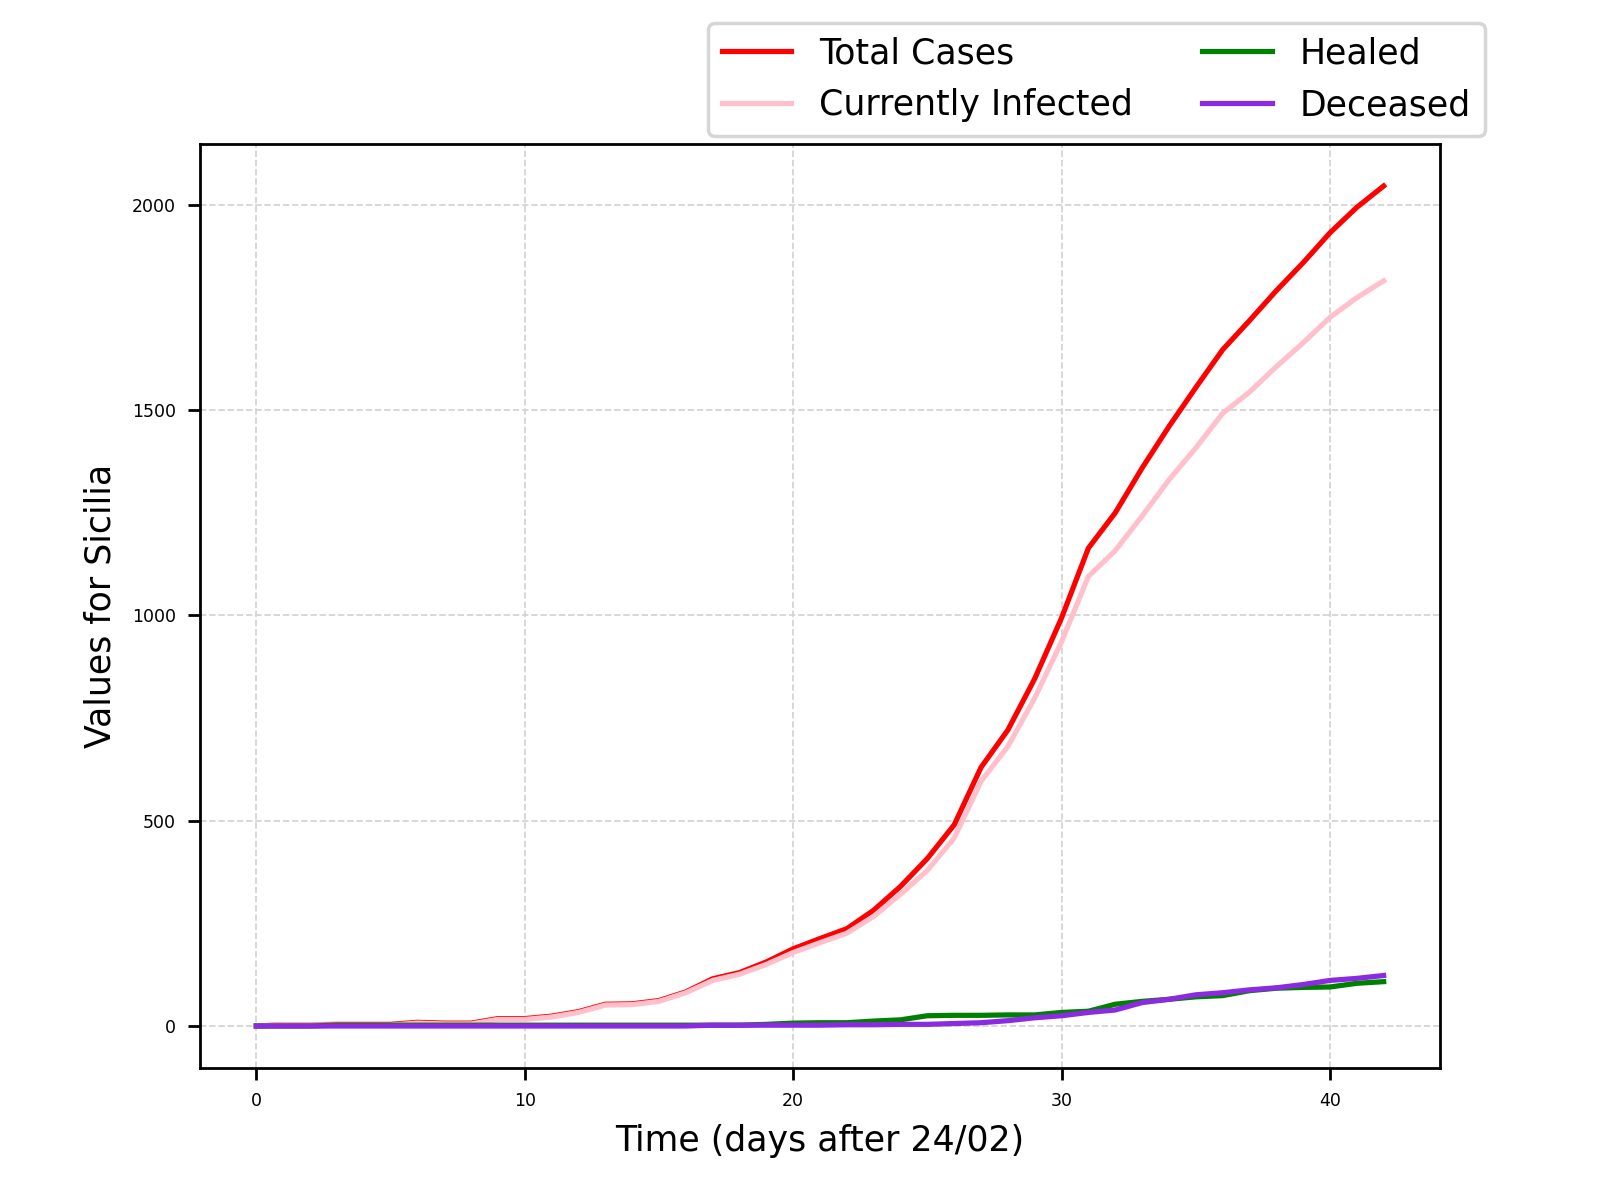 Total Cases
Currently Infected
Healed
Deceased
Values for Sicilia
2000
1500
1000
500
0
0 10 20 30 40
Time (days after 24/02)